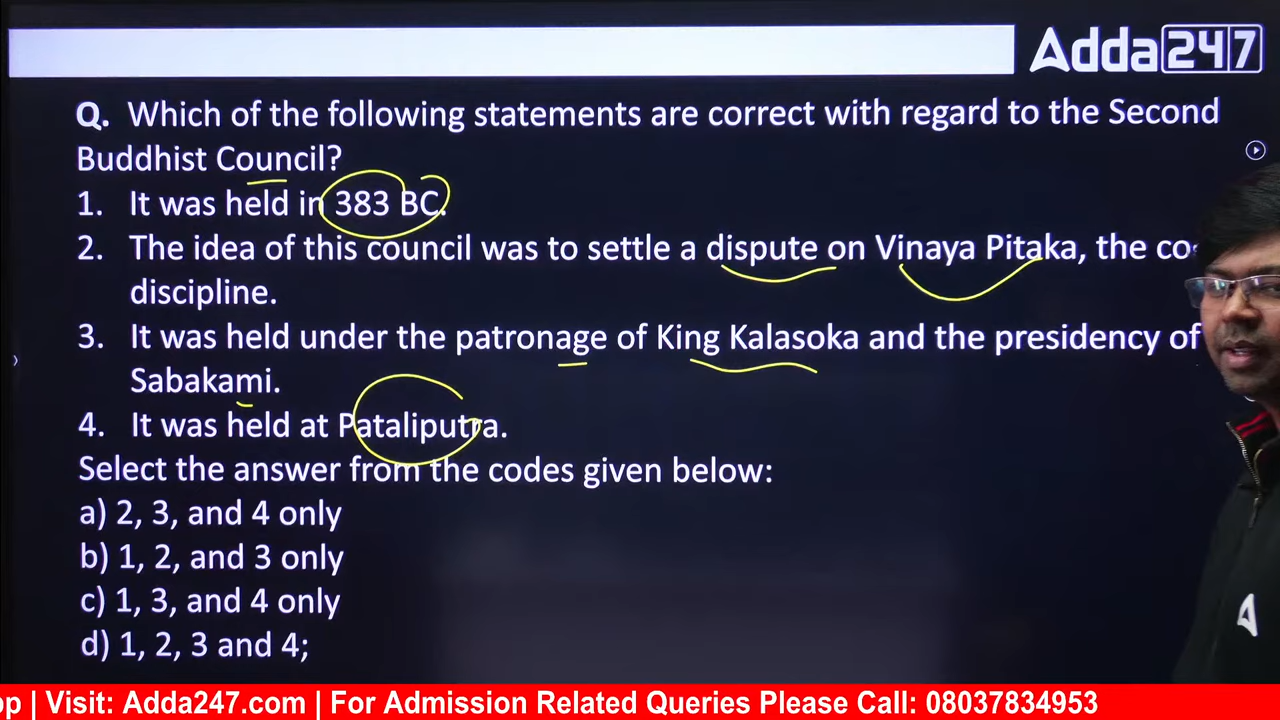 Adda247
Q. Which of the following statements are correct with regard to the Second
Buddhist Council?
1. It was held in 383 BC.
2. The idea of this council was to settle a dispute on Vinaya Pitaka, the
discipline.
3. It was held under the patronage of King Kalasoka and the presidency of
Sabakami.
4. It was held at Pataliputra.
Select the answer from the codes given below:
a) 2, 3, and 4 only
b) 1, 2, and 3 only
c) 1, 3, and 4 only
d) 1, 2, 3 and 4;
| Visit: Adda247.com | For Admission Related Queries Please Call: 08037834953